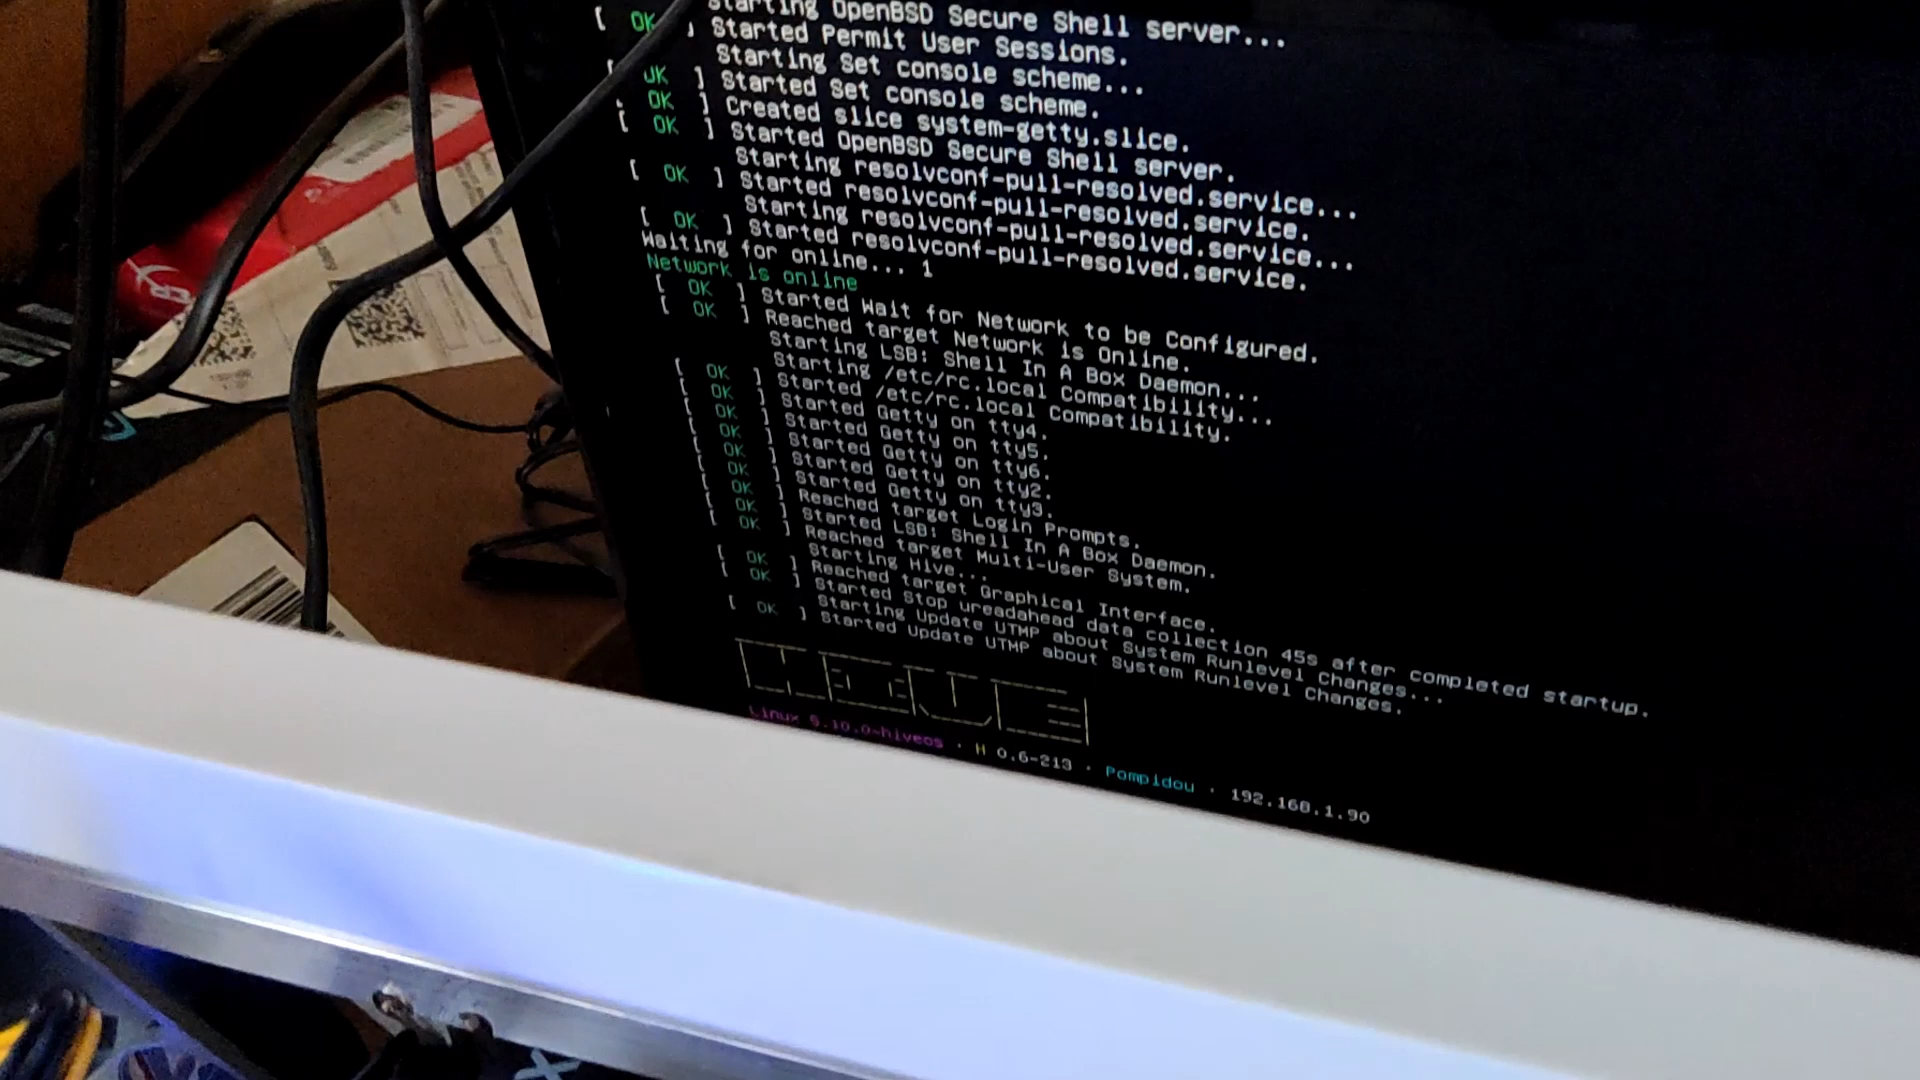 Starting OpenBSD Secure Shell server...
[ OK ] Started Permit User Sessions.
Starting Set console scheme...
[ OK ] Started Set console scheme.
[ OK ] Created slice system-getty.slice.
[ OK ] Started OpenBSD Secure Shell server.
Starting resolvconf-pull-resolved.service...
[ OK ] Started resolvconf-pull-resolved.service.
Starting resolvconf-pull-resolved.service...
[ OK ] Started resolvconf-pull-resolved.service.
Waiting for online... 1
Network is online
[ OK ] Started Wait for Network to be Configured.
[ OK ] Reached target Network is Online.
Starting LSB: Shell In A Box Daemon...
Starting /etc/rc.local Compatibility...
[ OK ] Started /etc/rc.local Compatibility.
[ OK ] Started Getty on tty4.
[ OK ] Started Getty on tty5.
[ OK ] Started Getty on tty6.
[ OK ] Started Getty on tty2.
[ OK ] Started Getty on tty3.
[ OK ] Reached target Login Prompts.
[ OK ] Started LSB: Shell In A Box Daemon.
[ OK ] Reached target Multi-User System.
Starting Hive...
[ OK ] Reached target Graphical Interface.
[ OK ] Started Stop ureadahead data collection 45s after completed startup.
Starting Update UTMP about System Runlevel Changes...
[ OK ] Started Update UTMP about System Runlevel Changes.
Linux 5.10.0-hiveos · H 0.6-213 · Pompidou · 192.168.1.90